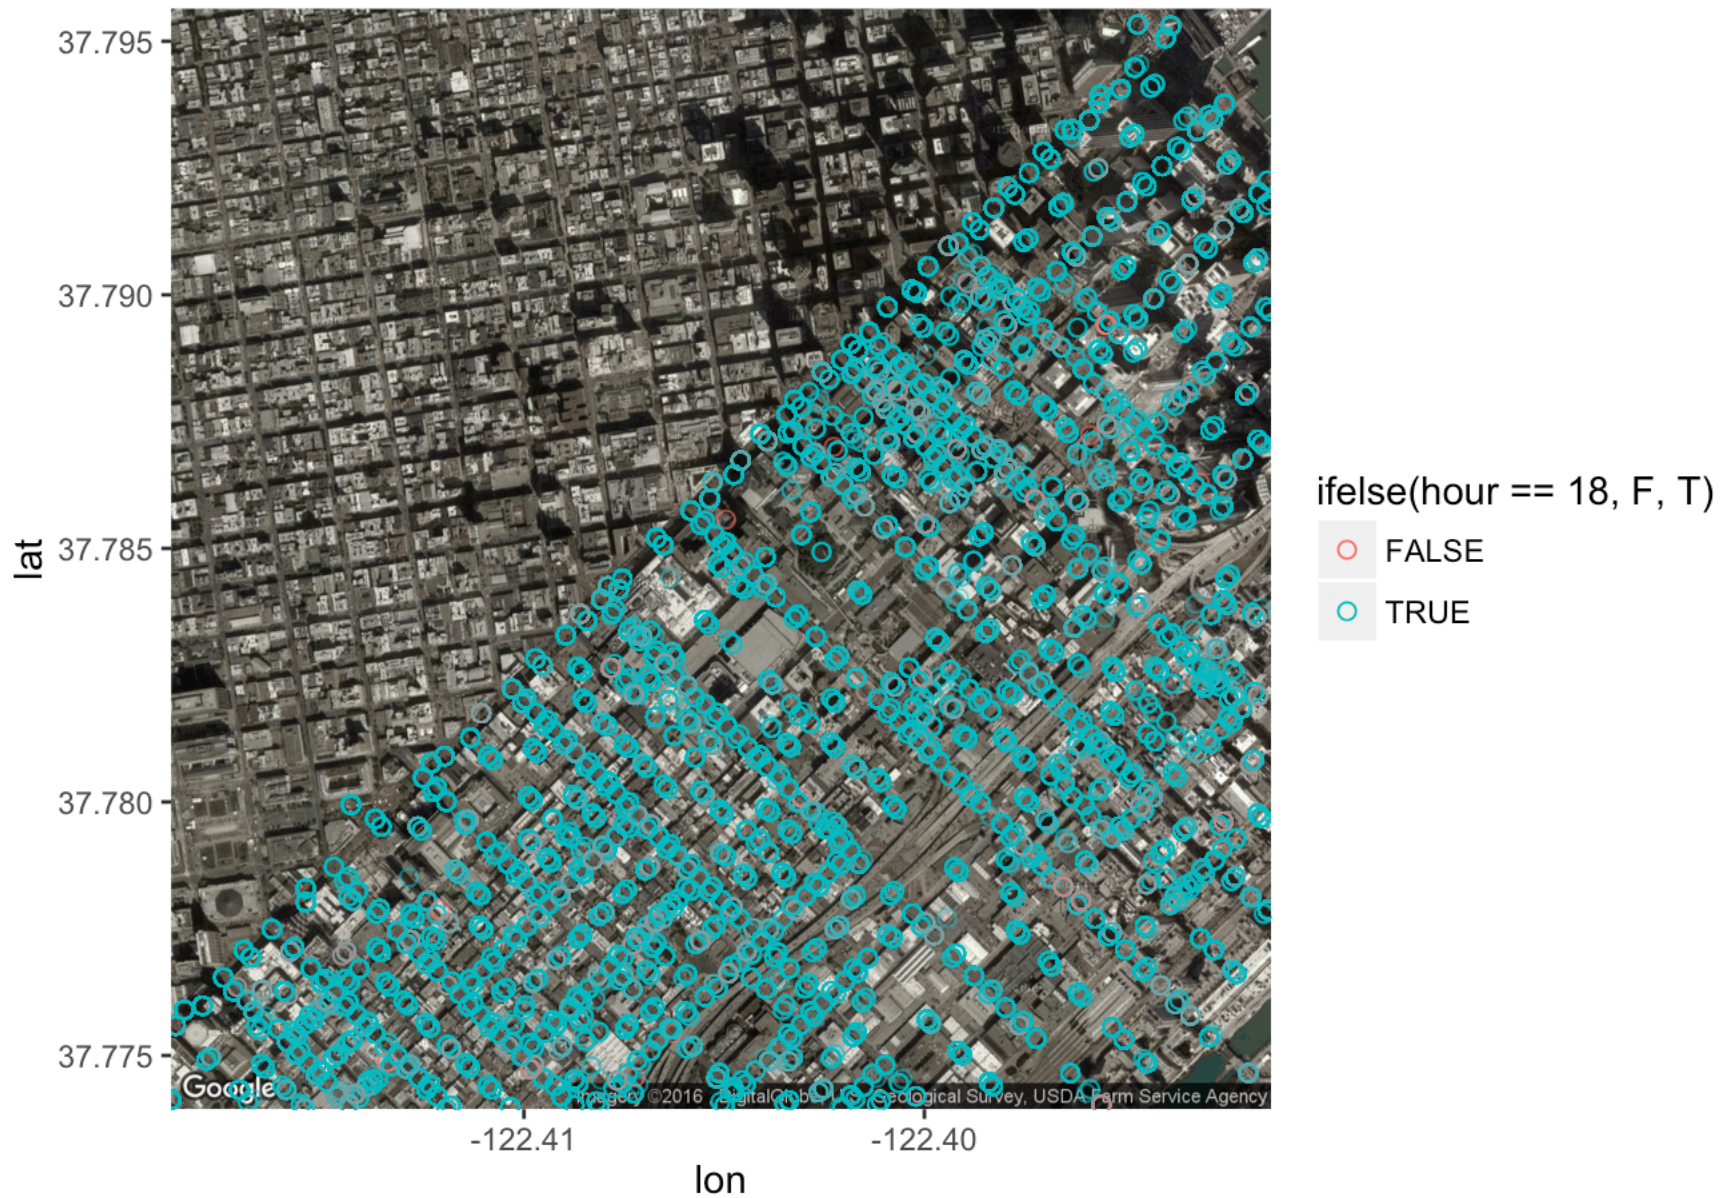 37.795
37.790
37.785
37.780
37.775
lat
-122.41
-122.40
lon
ifelse(hour == 18, F, T)
FALSE
TRUE
Google
Imagery ©2016 , DigitalGlobe, U.S. Geological Survey, USDA Farm Service Agency